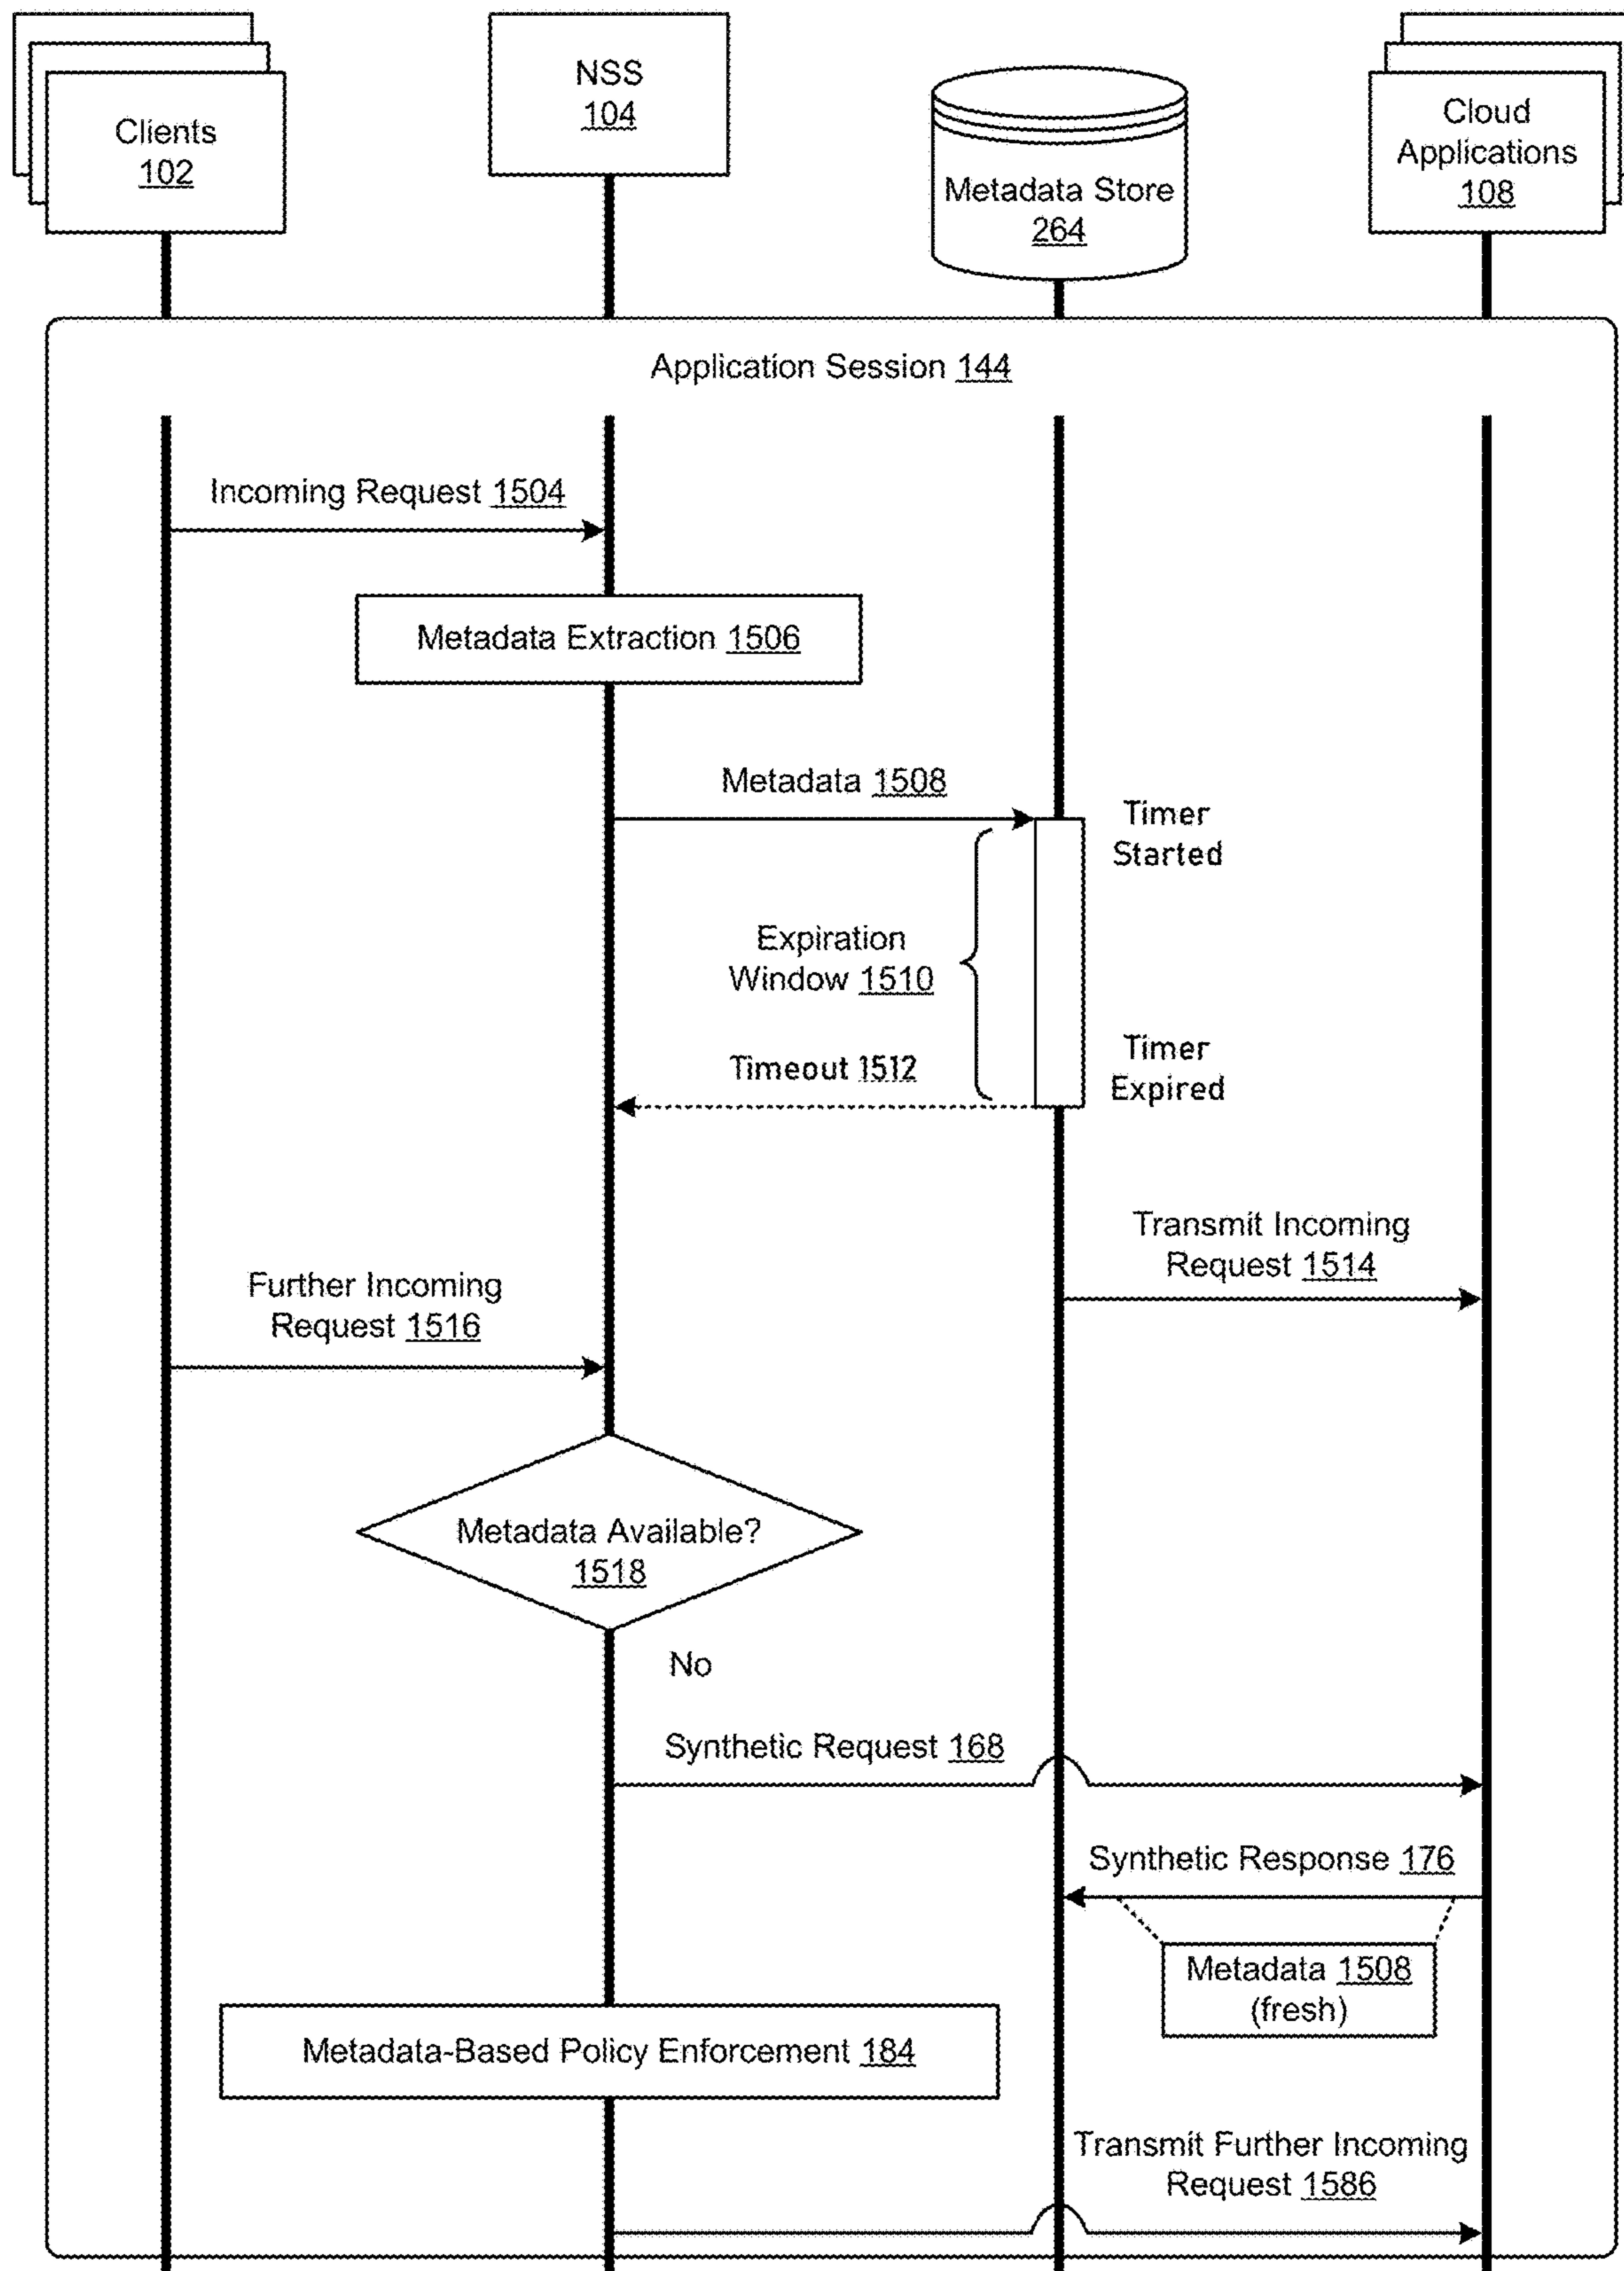 Clients
102
NSS
104
Metadata Store
264
Cloud
Applications
108
Application Session 144
Incoming Request 1504
Metadata Extraction 1506
Metadata 1508
Timer
Started
Expiration
Window 1510
Timeout 1512
Timer
Expired
Transmit Incoming
Request 1514
Further Incoming
Request 1516
Metadata Available?
1518
No
Synthetic Request 168
Synthetic Response 176
Metadata 1508
(fresh)
Metadata-Based Policy Enforcement 184
Transmit Further Incoming
Request 1586